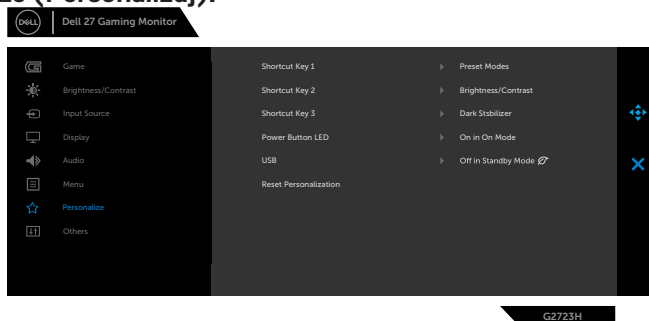 DELL Dell 27 Gaming Monitor
Game Shortcut Key 1 Preset Modes
Brightness/Contrast Shortcut Key 2 Brightness/Contrast
Input Source Shortcut Key 3 Dark Stsbilizer
Display Power Button LED On in On Mode
Audio USB Off in Standby Mode
Menu Reset Personalization
Personalize
Others
G2723H